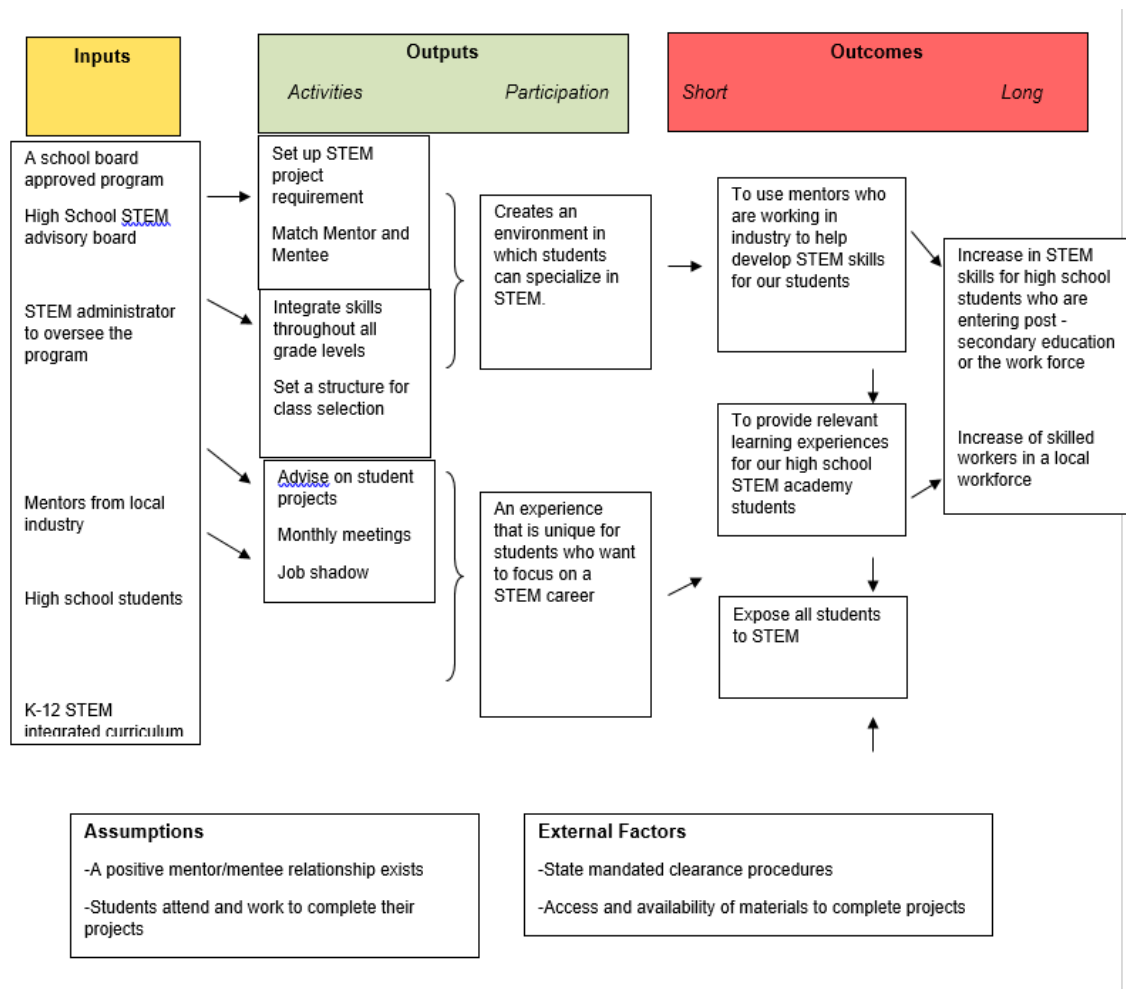 Inputs
Outputs
Activities
Participation
Outcomes
Short
Long
A school board
approved program
High School STEM
advisory board
STEM administrator
to oversee the
program
Mentors from local
industry
High school students
K-12 STEM
integrated curriculum
Set up STEM
project
requirement
Match Mentor and
Mentee
Integrate skills
throughout all
grade levels
Set a structure for
class selection
Advise on student
projects
Monthly meetings
Job shadow
Creates an
environment in
which students
can specialize in
STEM.
An experience
that is unique for
students who want
to focus on a
STEM career
To use mentors who
are working in
industry to help
develop STEM skills
for our students
To provide relevant
learning experiences
for our high school
STEM academy
students
Expose all students
to STEM
Increase in STEM
skills for high school
students who are
entering post -
secondary education
or the work force
Increase of skilled
workers in a local
workforce
Assumptions
-A positive mentor/mentee relationship exists
-Students attend and work to complete their
projects
External Factors
-State mandated clearance procedures
-Access and availability of materials to complete projects